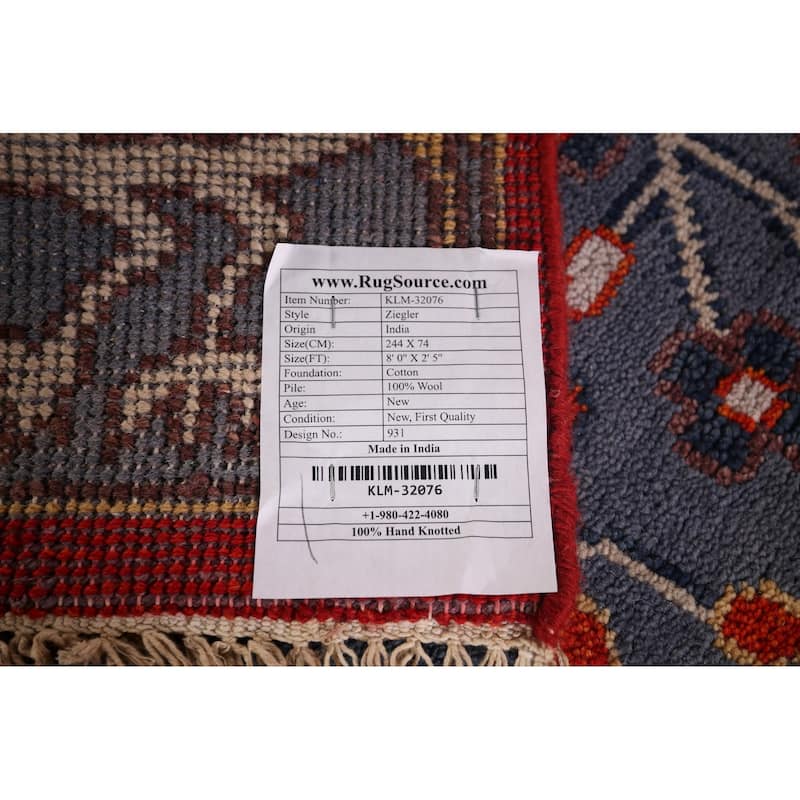 www.RugSource.com
Item Number: KLM-32076
Style Ziegler
Origin India
Size(CM): 244 X 74
Size(FT): 8' 0" X 2' 5"
Foundation: Cotton
Pile: 100% Wool
Age: New
Condition: New, First Quality
Design No.: 931
Made in India
KLM-32076
+1-980-422-4080
100% Hand Knotted